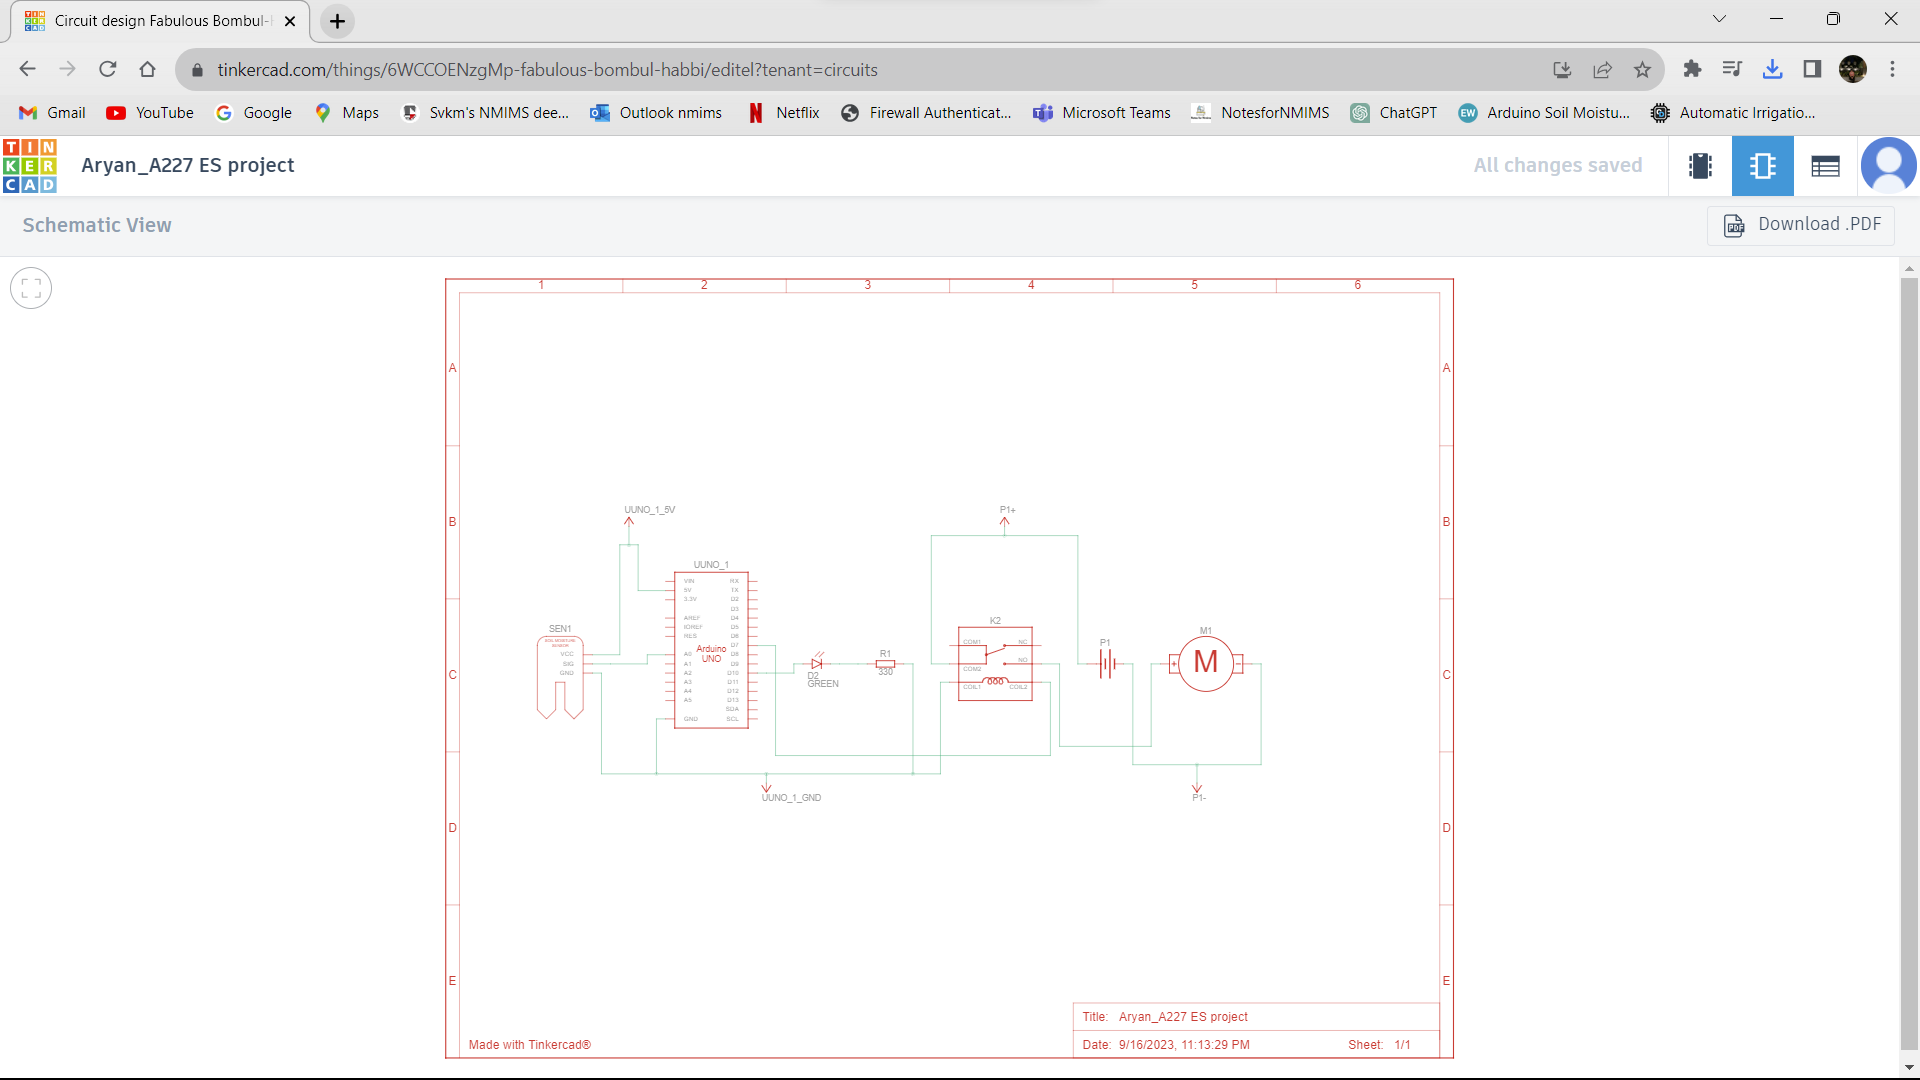 Circuit design Fabulous Bombul-
tinkercad.com/things/6WCCOENzgMp-fabulous-bombul-habbi/editel?tenant=circuits
Gmail YouTube Google Maps Svkm's NMIMS dee... Outlook nmims Netflix Firewall Authenticat... Microsoft Teams NotesforNMIMS ChatGPT EW Arduino Soil Moistu... Automatic Irrigatio...
TIN
KER
CAD
Aryan_A227 ES project
All changes saved
Schematic View
PDF
Download .PDF
1 2 3 4 5 6
A A
B B
C C
D D
E E
UUNO_1_5V
P1+
UUNO_1
VIN RX
5V TX
3.3V D2
D3
AREF D4
IOREF D5
RES D6
D7
A0 D8
A1 D9
A2 D10
A3 D11
A4 D12
A5 D13
SDA
GND SCL
Arduino
UNO
SEN1
SOIL MOISTURE
SENSOR
VCC
SIG
GND
D2
GREEN
R1
330
K2
COM1 NC
NO
COM2
COIL1 COIL2
P1
M1
+ M -
UUNO_1_GND
P1-
Title: Aryan_A227 ES project
Made with Tinkercad®
Date: 9/16/2023, 11:13:29 PM Sheet: 1/1